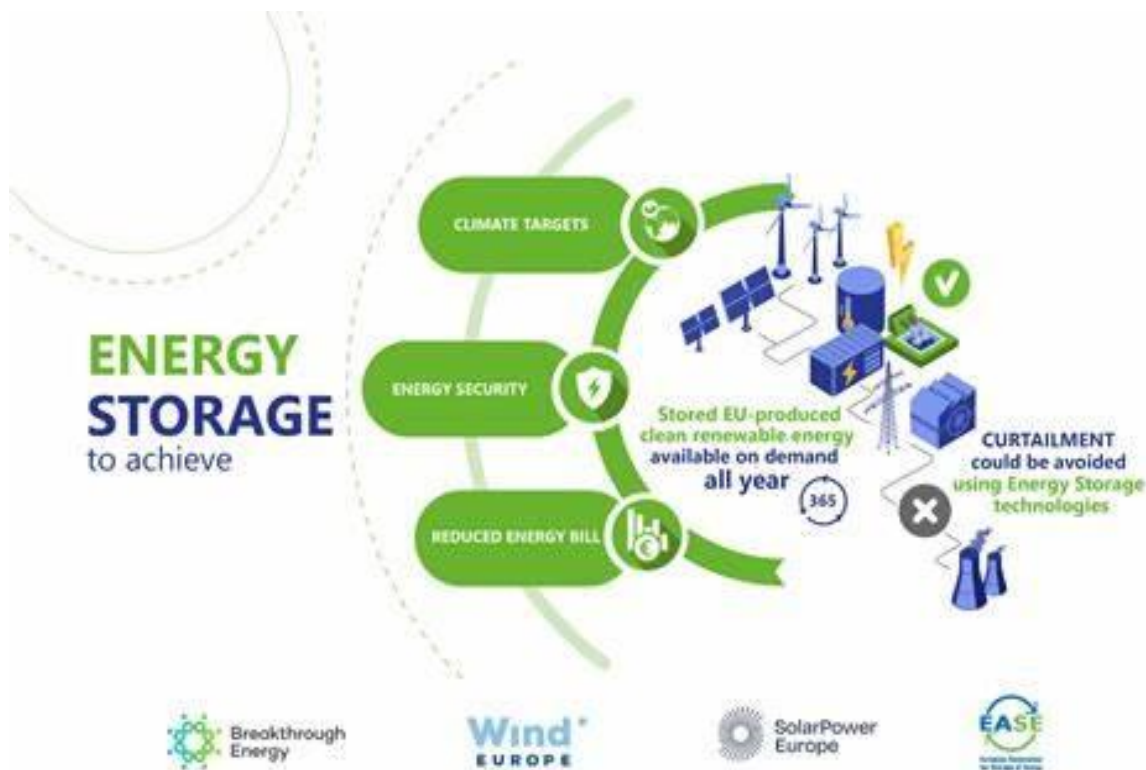 ENERGY
STORAGE
to achieve
CLIMATE TARGETS
ENERGY SECURITY
REDUCED ENERGY BILL
Stored EU-produced
clean renewable energy
available on demand
all year
365
CURTAILMENT
could be avoided
using Energy Storage
technologies
Breakthrough
Energy
Wind
EUROPE
SolarPower
Europe
EASE